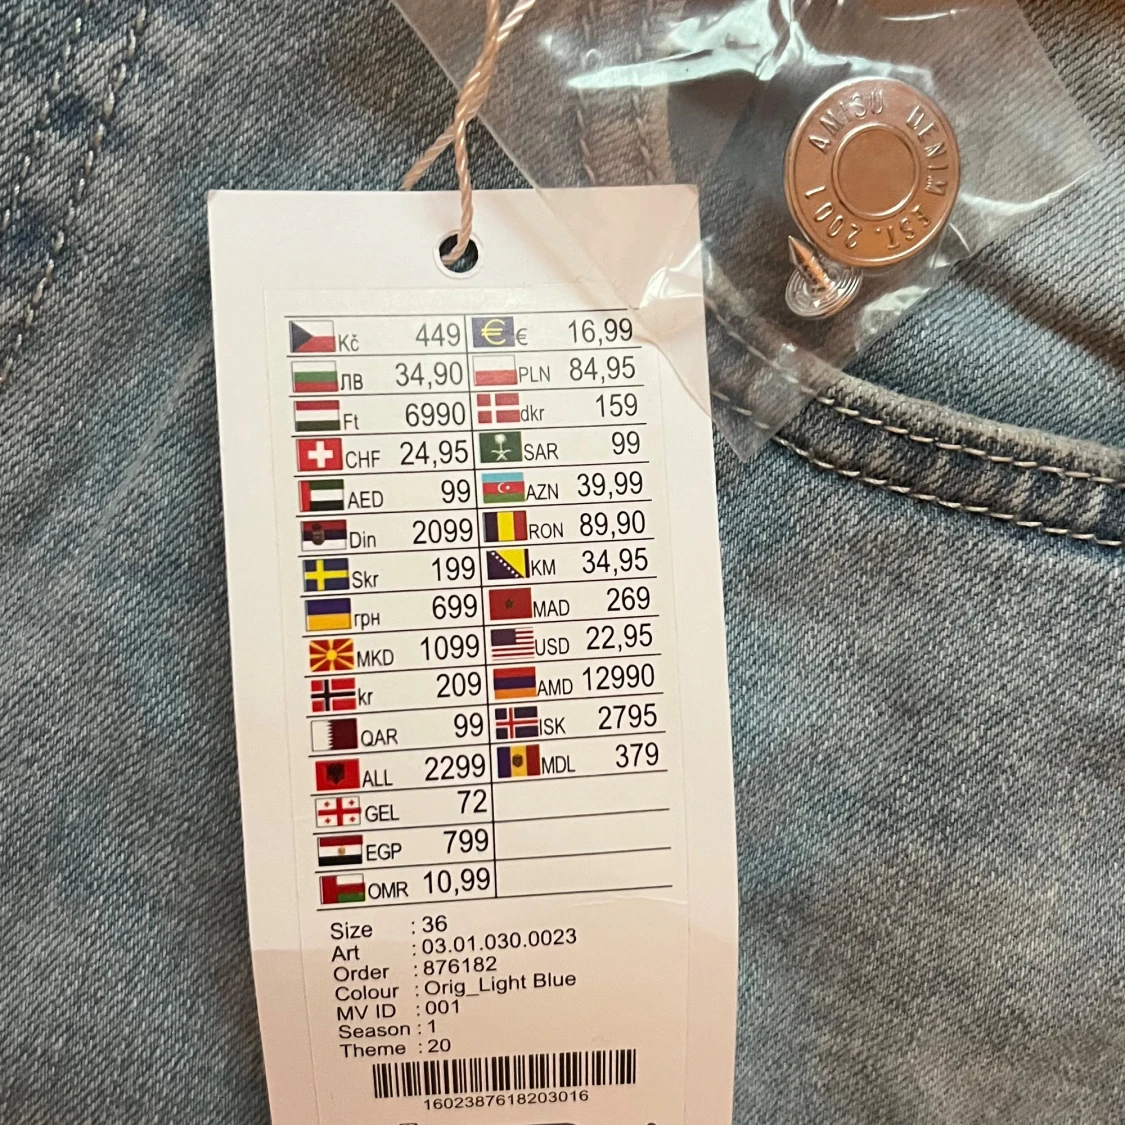 AMISU DENIM EST. 2001
Kč 449 € 16,99
ЛВ 34,90 PLN 84,95
Ft 6990 dkr 159
CHF 24,95 SAR 99
AED 99 AZN 39,99
Din 2099 RON 89,90
Skr 199 KM 34,95
грн 699 MAD 269
MKD 1099 USD 22,95
kr 209 AMD 12990
QAR 99 ISK 2795
ALL 2299 MDL 379
GEL 72
EGP 799
OMR 10,99
Size : 36
Art : 03.01.030.0023
Order : 876182
Colour : Orig_Light Blue
MV ID : 001
Season : 1
Theme : 20
1602387618203016